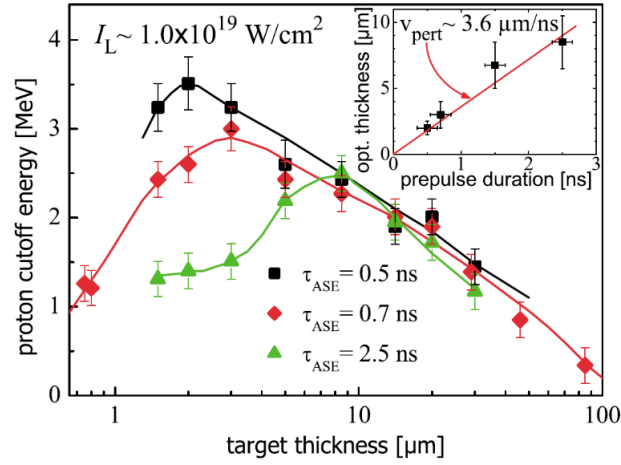 I_L ~ 1.0x10^19 W/cm^2
proton cutoff energy [MeV]
4
3
2
1
0
1
10
100
target thickness [µm]
τ_ASE = 0.5 ns
τ_ASE = 0.7 ns
τ_ASE = 2.5 ns
v_pert ~ 3.6 µm/ns
opt. thickness [µm]
10
5
0
0
1
2
3
prepulse duration [ns]